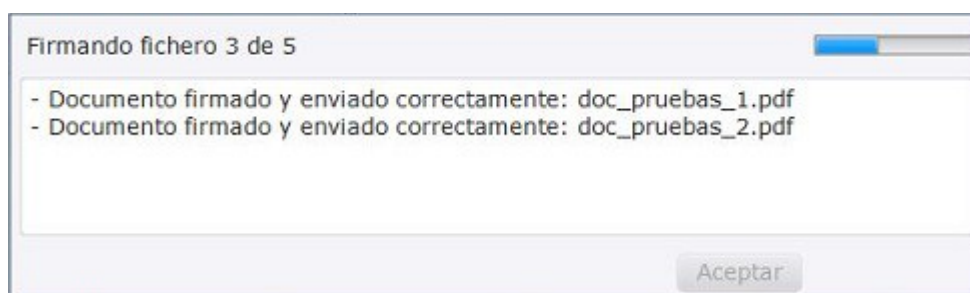 Firmando fichero 3 de 5
- Documento firmado y enviado correctamente: doc_pruebas_1.pdf
- Documento firmado y enviado correctamente: doc_pruebas_2.pdf
Aceptar